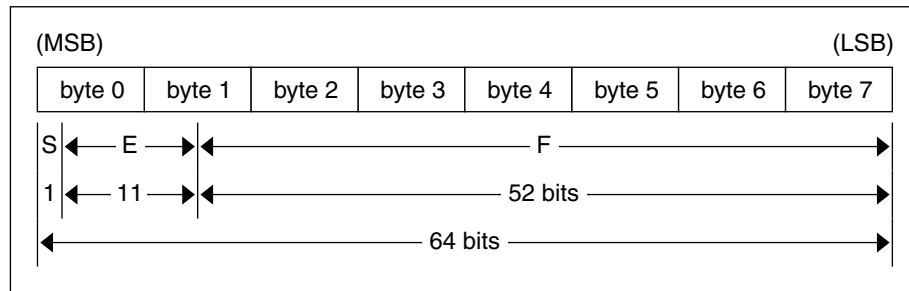 (MSB) (LSB)
byte 0 byte 1 byte 2 byte 3 byte 4 byte 5 byte 6 byte 7
S E F
1 11 52 bits
64 bits